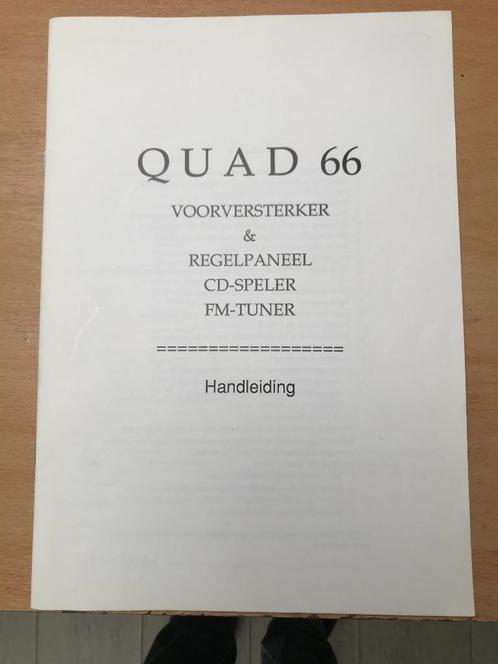 QUAD 66
VOORVERSTERKER
&
REGELPANEEL
CD-SPELER
FM-TUNER
==================
Handleiding